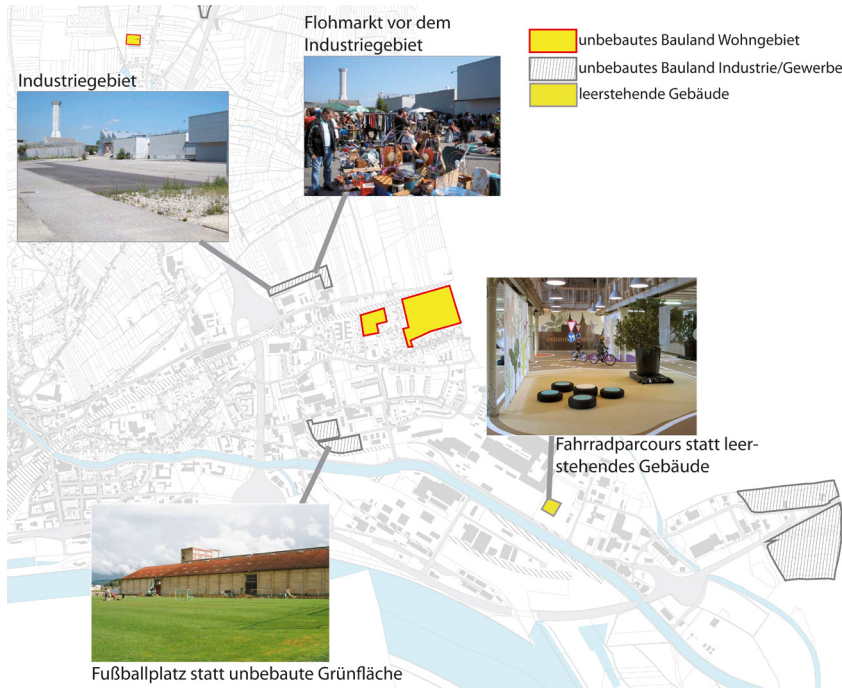 Flohmarkt vor dem
Industriegebiet
Industriegebiet
unbebautes Bauland Wohngebiet
unbebautes Bauland Industrie/Gewerbe
leerstehende Gebäude
Fahrradparcours statt leer-
stehendes Gebäude
Fußballplatz statt unbebaute Grünfläche